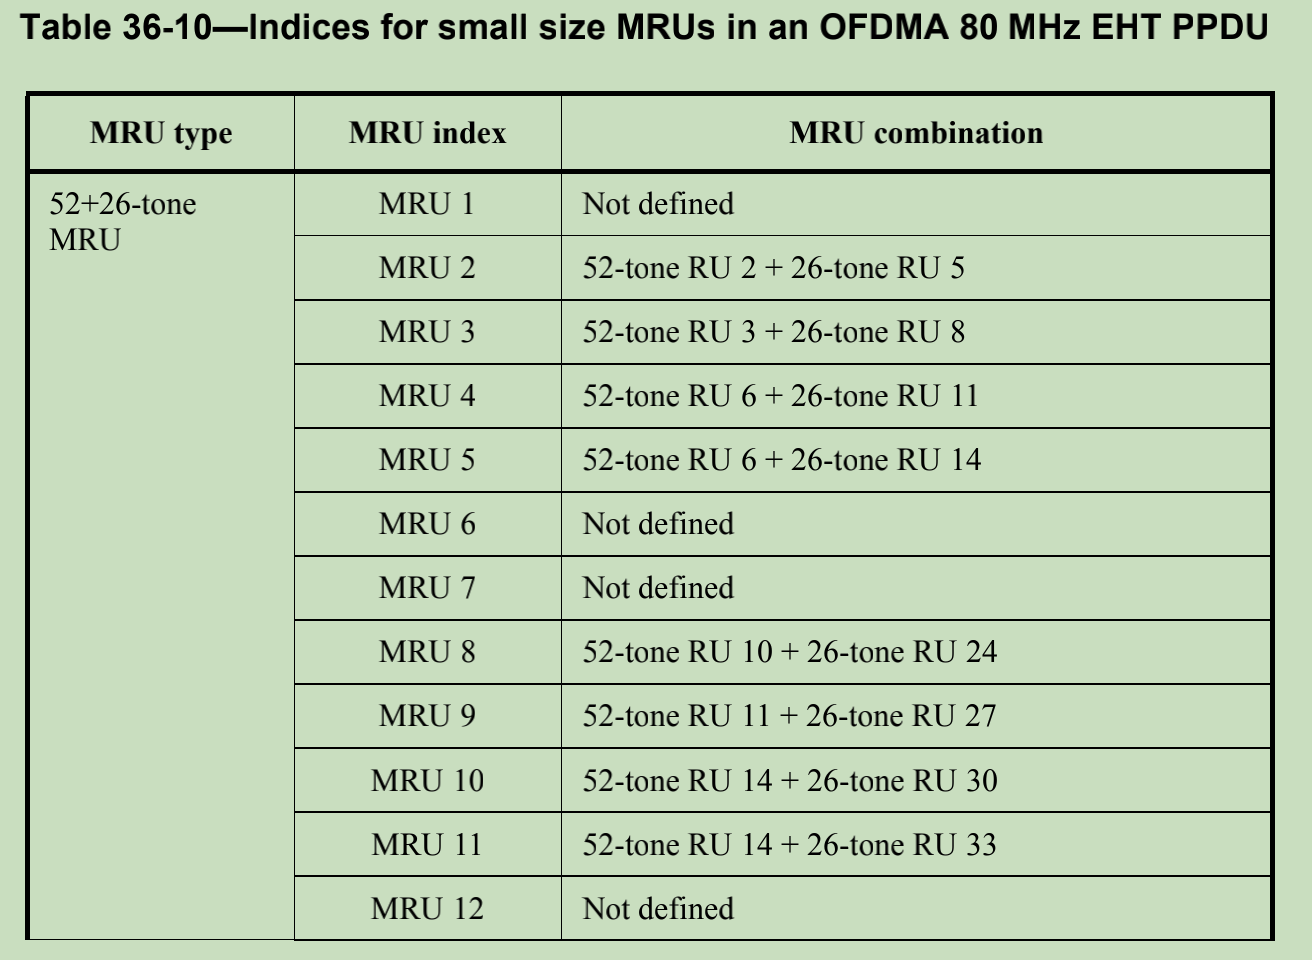 Table 36-10—Indices for small size MRUs in an OFDMA 80 MHz EHT PPDU
MRU type MRU index MRU combination
52+26-tone MRU 1 Not defined
MRU
MRU 2 52-tone RU 2 + 26-tone RU 5
MRU 3 52-tone RU 3 + 26-tone RU 8
MRU 4 52-tone RU 6 + 26-tone RU 11
MRU 5 52-tone RU 6 + 26-tone RU 14
MRU 6 Not defined
MRU 7 Not defined
MRU 8 52-tone RU 10 + 26-tone RU 24
MRU 9 52-tone RU 11 + 26-tone RU 27
MRU 10 52-tone RU 14 + 26-tone RU 30
MRU 11 52-tone RU 14 + 26-tone RU 33
MRU 12 Not defined